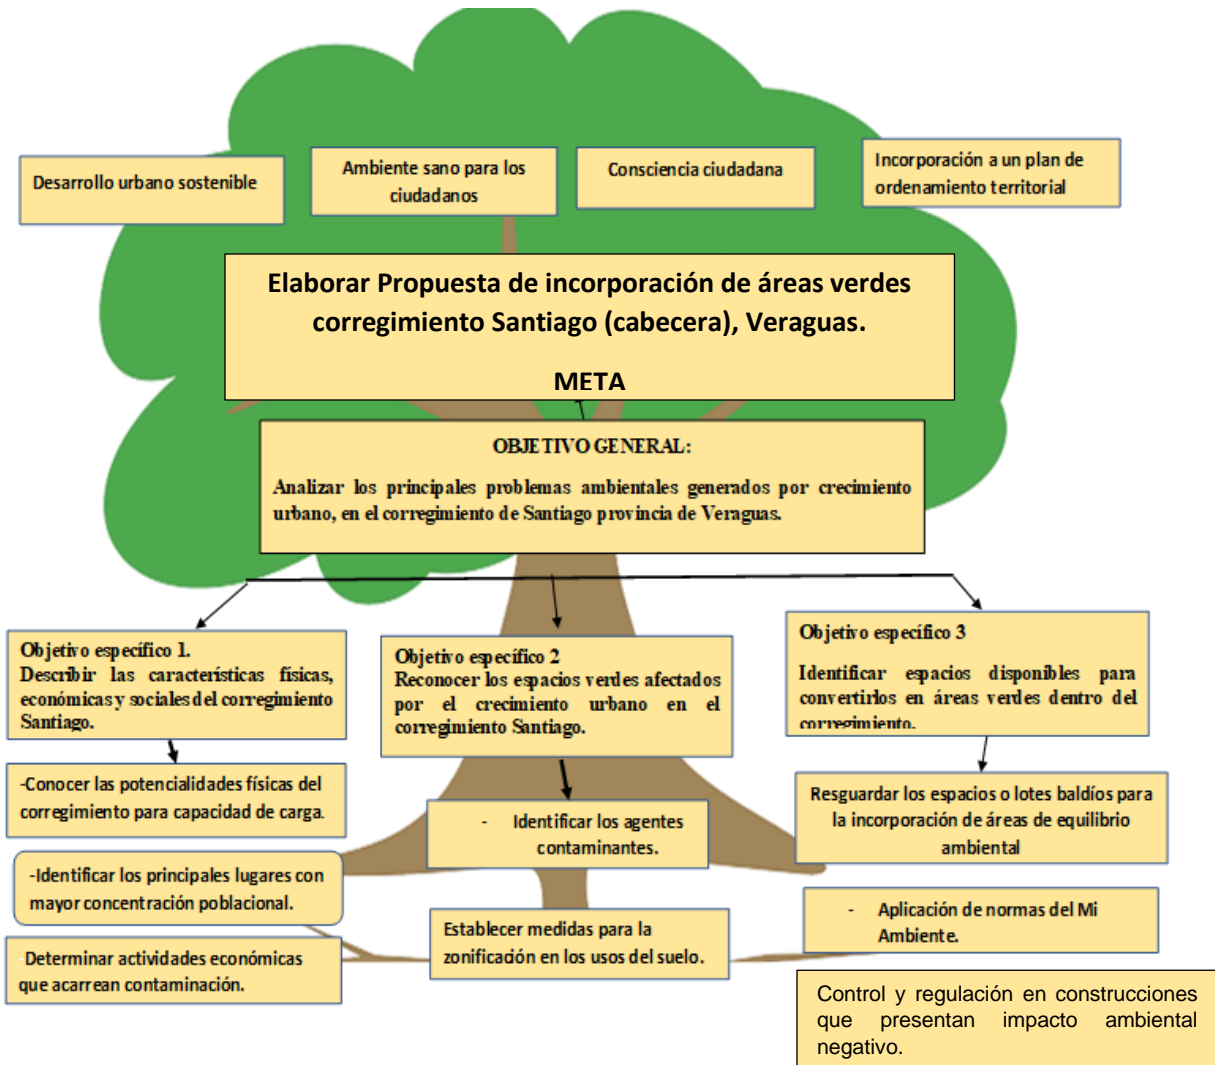 Desarrollo urbano sostenible
Ambiente sano para los
ciudadanos
Consciencia ciudadana
Incorporación a un plan de
ordenamiento territorial
Elaborar Propuesta de incorporación de áreas verdes
corregimiento Santiago (cabecera), Veraguas.
META
OBJETIVO GENERAL:
Analizar los principales problemas ambientales generados por crecimiento
urbano, en el corregimiento de Santiago provincia de Veraguas.
Objetivo específico 1.
Describir las características físicas,
económicas y sociales del corregimiento
Santiago.
-Conocer las potencialidades físicas del
corregimiento para capacidad de carga.
-Identificar los principales lugares con
mayor concentración poblacional.
-Determinar actividades económicas
que acarrean contaminación.
Objetivo específico 2
Reconocer los espacios verdes afectados
por el crecimiento urbano en el
corregimiento Santiago.
- Identificar los agentes
contaminantes.
Establecer medidas para la
zonificación en los usos del suelo.
Objetivo específico 3
Identificar espacios disponibles para
convertirlos en áreas verdes dentro del
corregimiento.
Resguardar los espacios o lotes baldíos para
la incorporación de áreas de equilibrio
ambiental
- Aplicación de normas del Mi
Ambiente.
Control y regulación en construcciones
que presentan impacto ambiental
negativo.